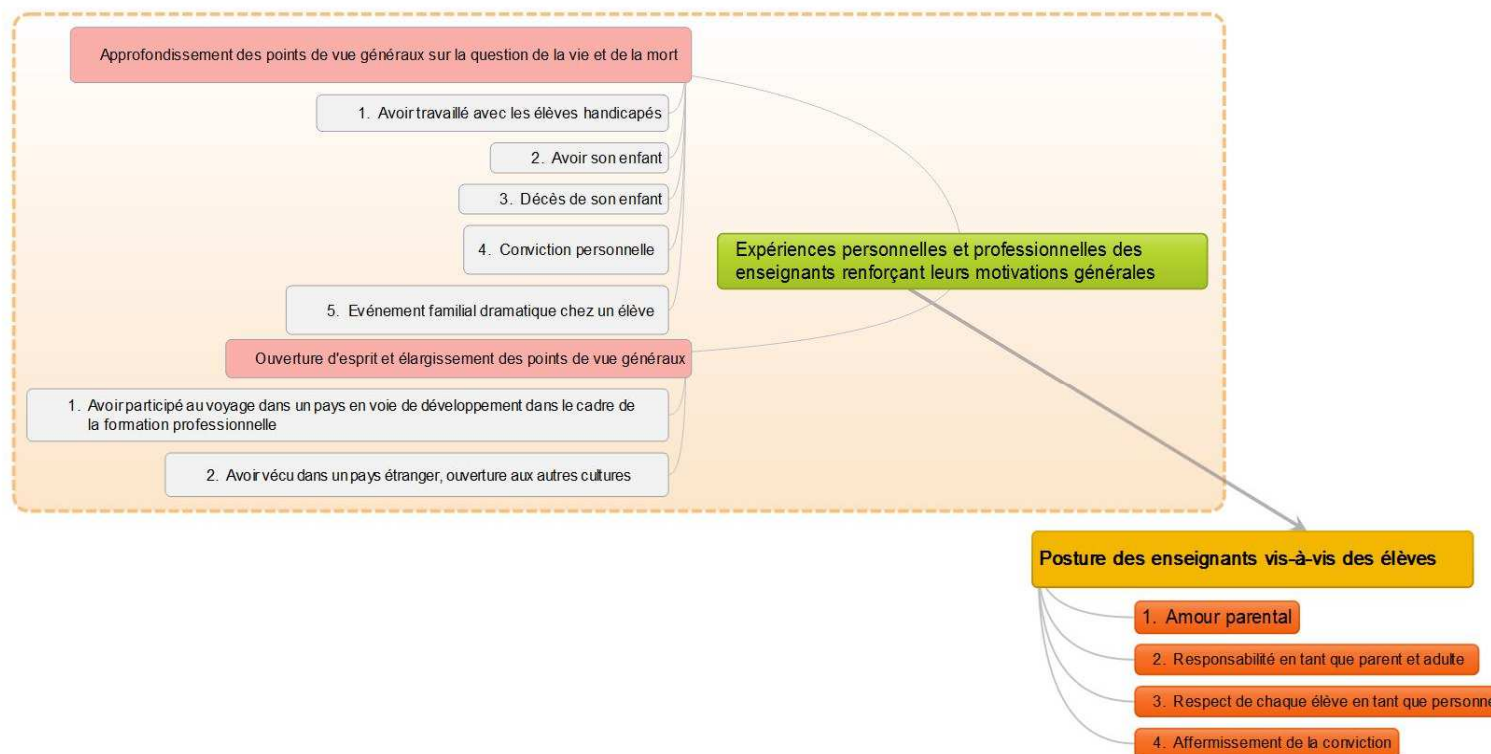 Approfondissement des points de vue généraux sur la question de la vie et de la mort
1. Avoir travaillé avec les élèves handicapés
2. Avoir son enfant
3. Décès de son enfant
4. Conviction personnelle
5. Evénement familial dramatique chez un élève
Ouverture d'esprit et élargissement des points de vue généraux
1. Avoir participé au voyage dans un pays en voie de développement dans le cadre de
la formation professionnelle
2. Avoir vécu dans un pays étranger, ouverture aux autres cultures
Expériences personnelles et professionnelles des
enseignants renforçant leurs motivations générales
Posture des enseignants vis-à-vis des élèves
1. Amour parental
2. Responsabilité en tant que parent et adulte
3. Respect de chaque élève en tant que personne
4. Affermissement de la conviction